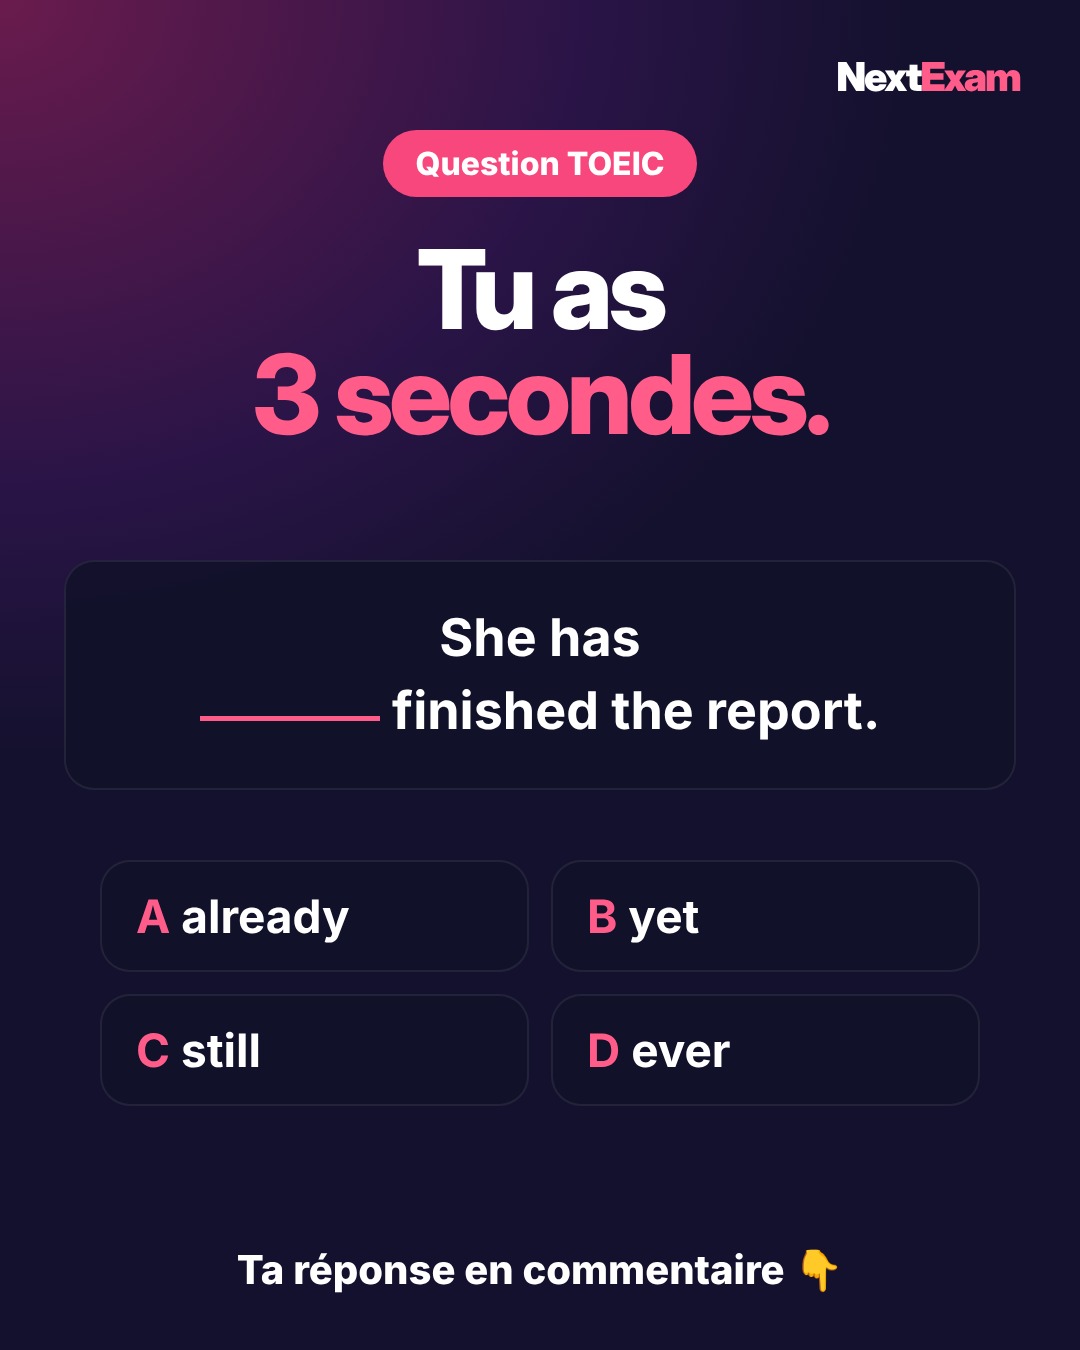 NextExam
Question TOEIC
Tu as
3 secondes.
She has
______ finished the report.
A already
B yet
C still
D ever
Ta réponse en commentaire 👇